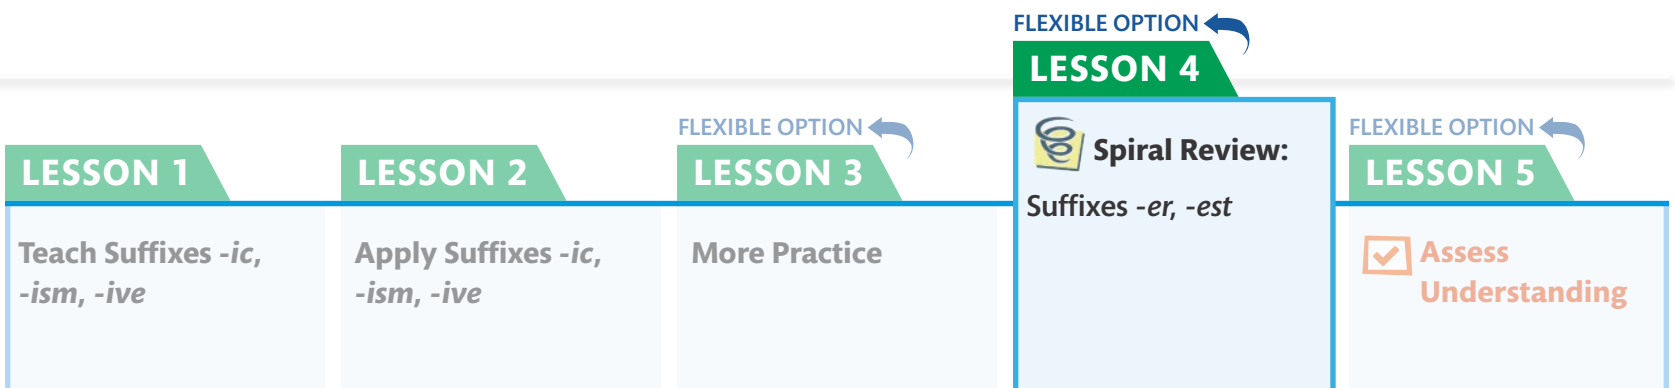 LESSON 1
Teach Suffixes -ic,
-ism, -ive
LESSON 2
Apply Suffixes -ic,
-ism, -ive
FLEXIBLE OPTION
LESSON 3
More Practice
FLEXIBLE OPTION
LESSON 4
Spiral Review:
Suffixes -er, -est
FLEXIBLE OPTION
LESSON 5
Assess
Understanding